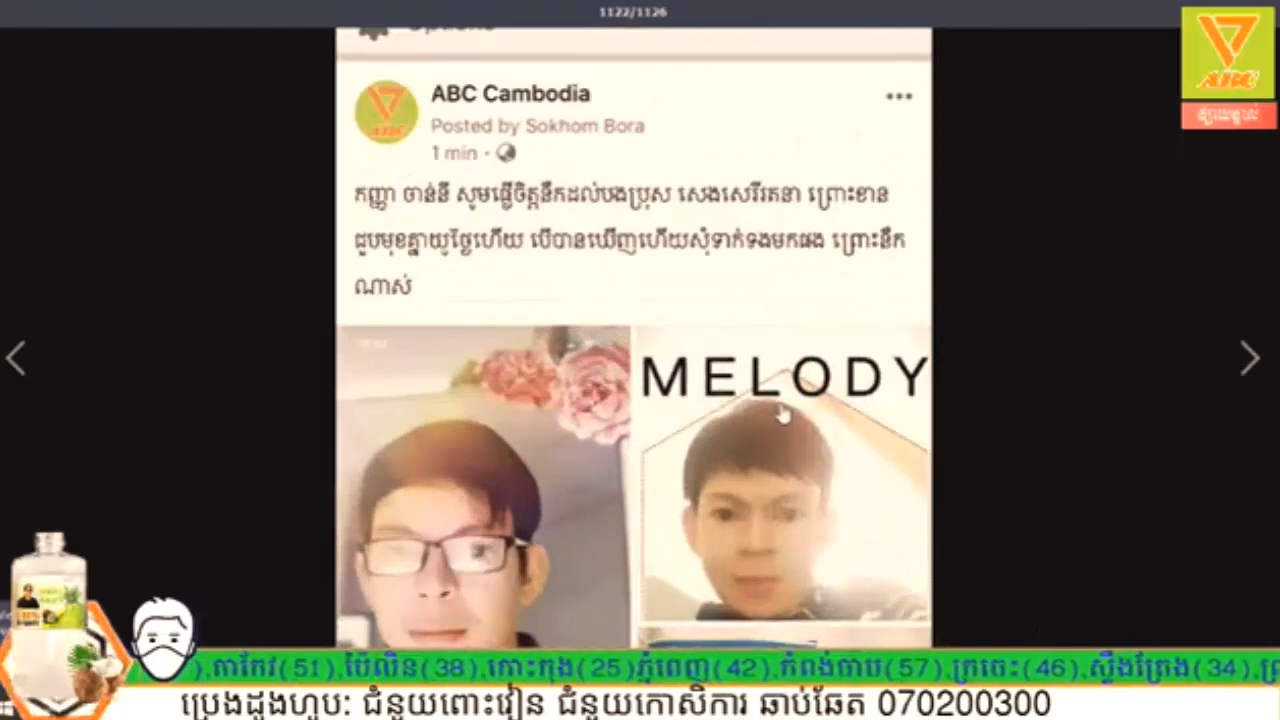 1122/1126
ABC Cambodia
Posted by Sokhom Bora
1 min
កញ្ញា ចាន់នី សូមផ្ញើចិត្តនឹកដល់បងប្រុស សេងសេរីរតនា ព្រោះខាន
ជួបមុខគ្នាយូថ្ងៃហើយ បើបានឃើញហើយសុំទាក់ទងមកផង ព្រោះនឹក
ណាស់
MELODY
ABC
ផ្សាយផ្ទាល់
),តាកែវ(51),ប៉ៃលិន(38),កោះកុង(25)ភ្នំពេញ(42),កំពង់ចាម(57),ក្រចេះ(46),ស្ទឹងត្រែង(34),
ប្រេងដូងហូប: ជំនួយពោះវៀន ជំនួយកោសិការ ឆាប់ឆែត 070200300